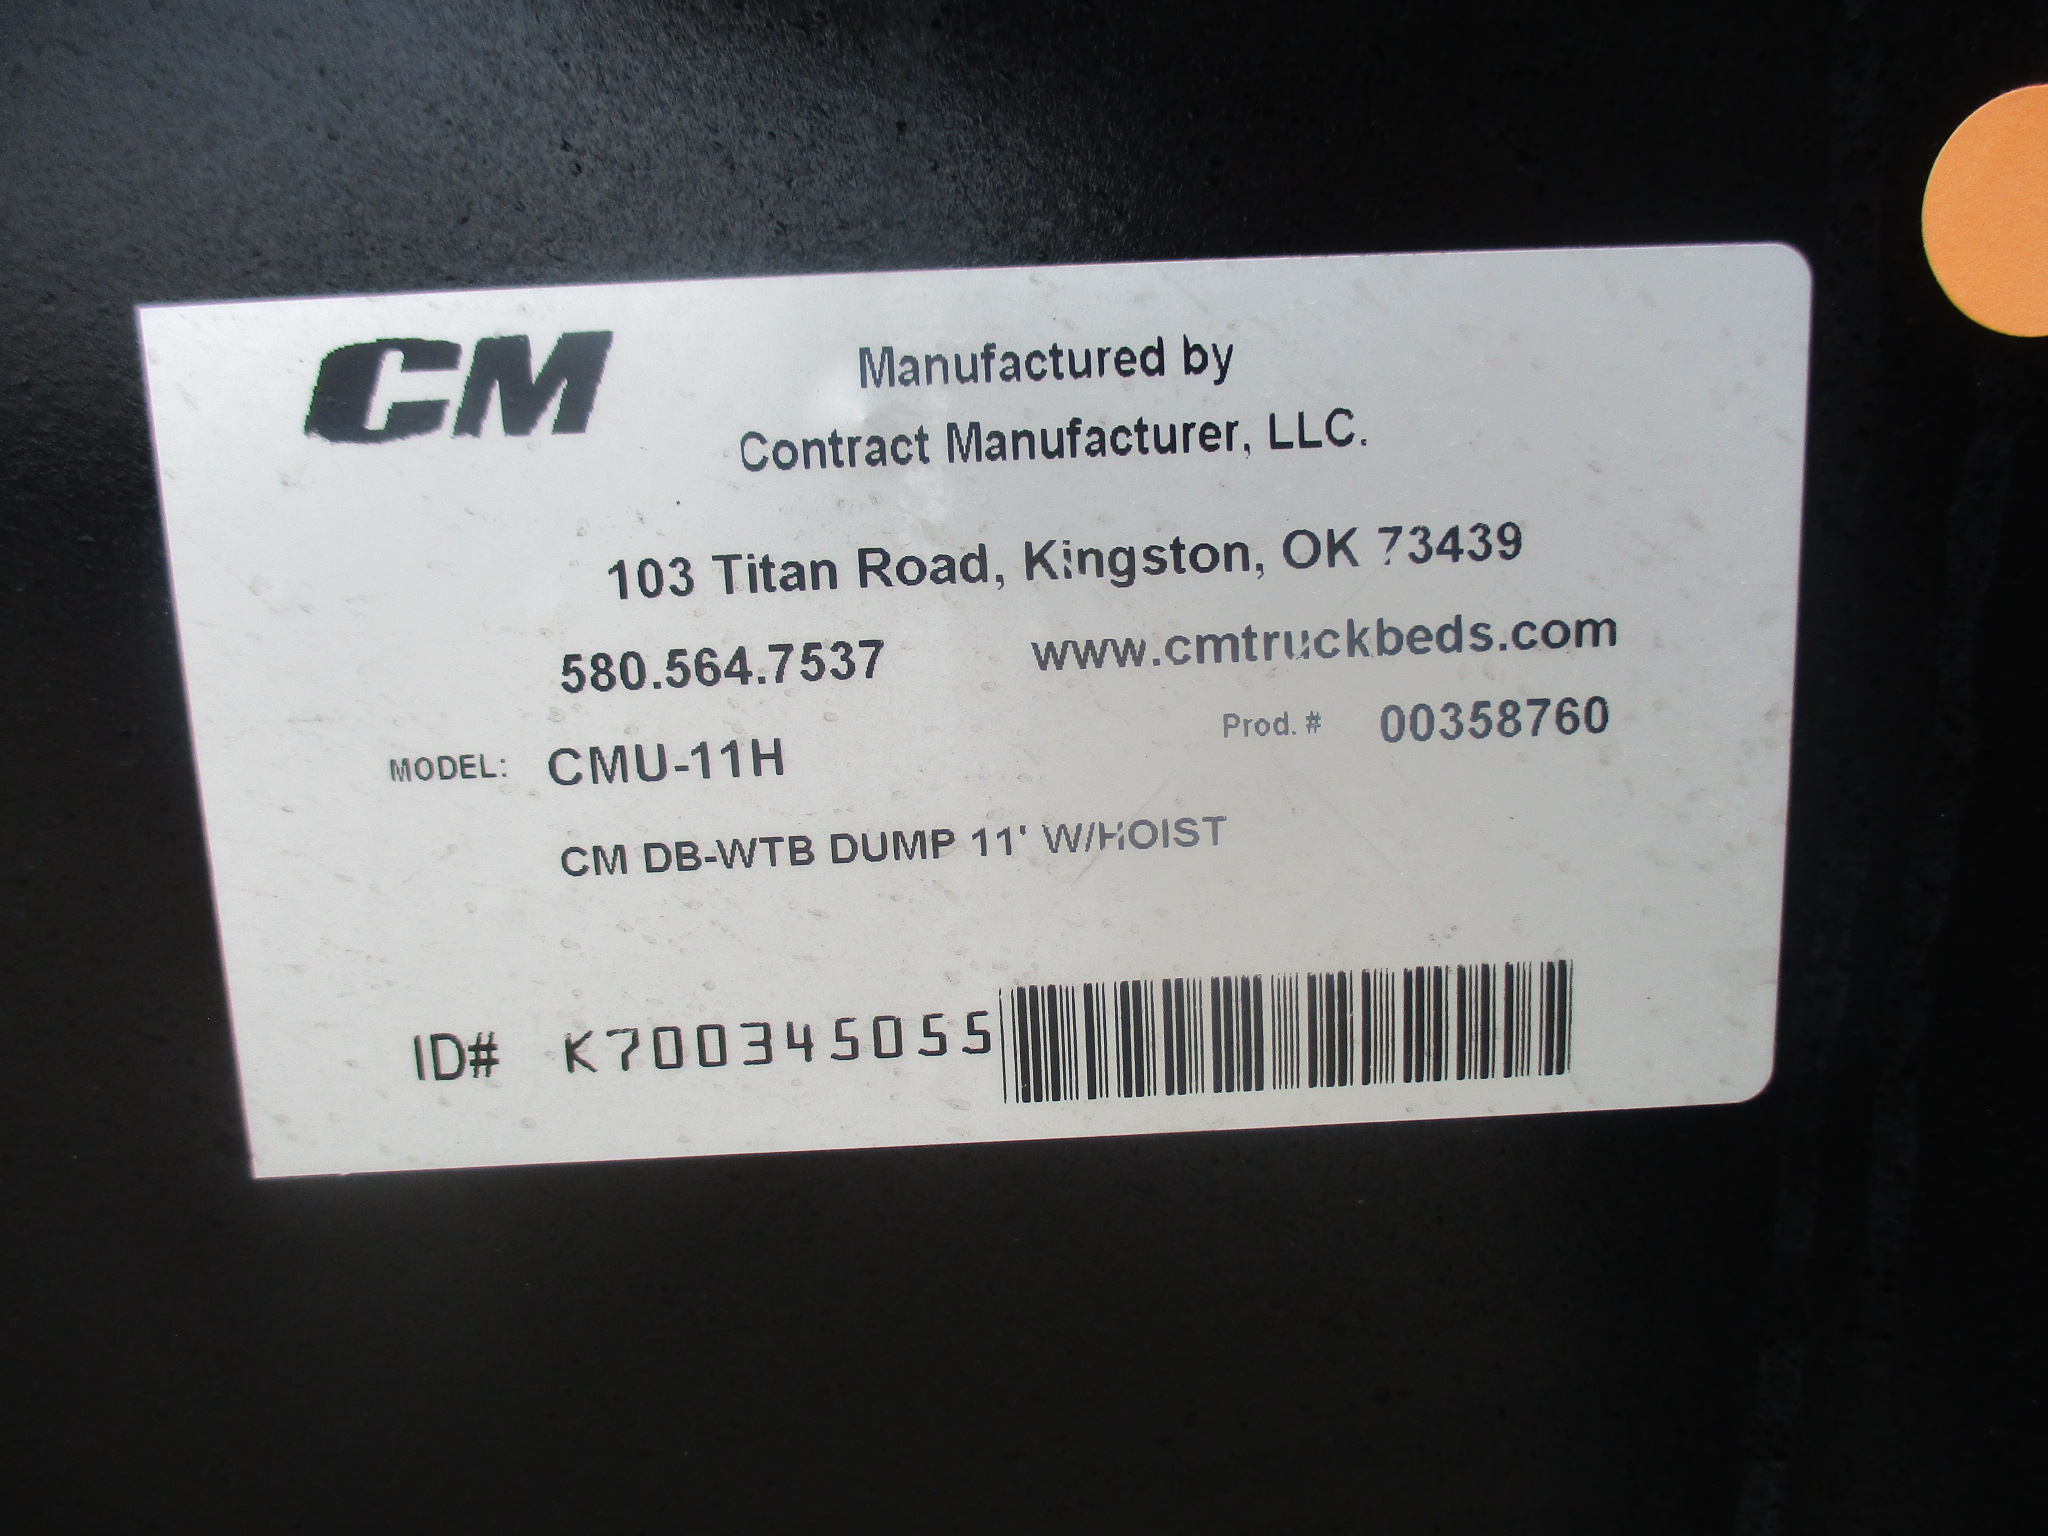 CM
Manufactured by
Contract Manufacturer, LLC.
103 Titan Road, Kingston, OK 73439
580.564.7537 www.cmtruckbeds.com
Prod. # 00358760
MODEL: CMU-11H
CM DB-WTB DUMP 11' W/HOIST
ID# K700345055